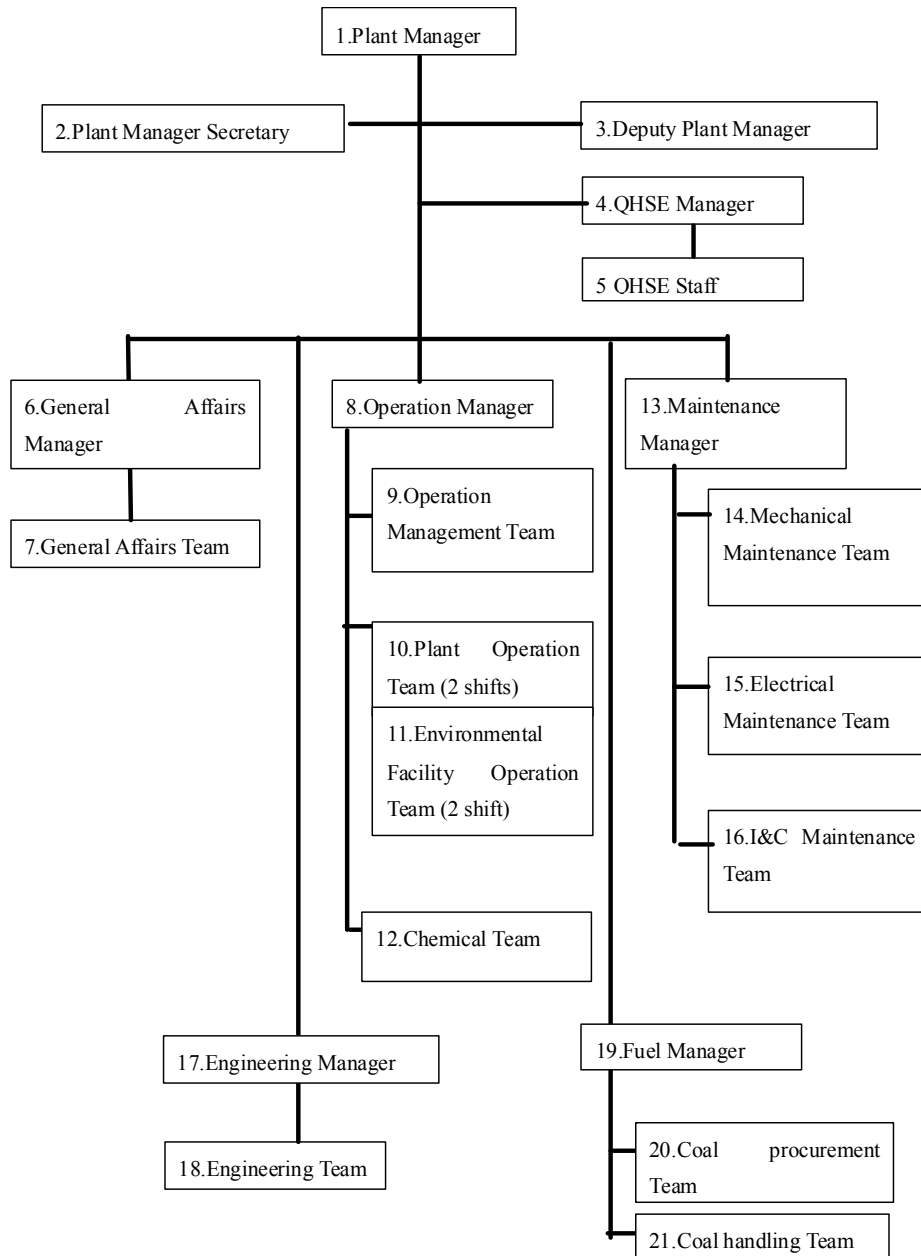 1.Plant Manager
2.Plant Manager Secretary
3.Deputy Plant Manager
4.QHSE Manager
5 QHSE Staff
6.General Affairs
Manager
7.General Affairs Team
8.Operation Manager
9.Operation
Management Team
10.Plant Operation
Team (2 shifts)
11.Environmental
Facility Operation
Team (2 shift)
12.Chemical Team
13.Maintenance
Manager
14.Mechanical
Maintenance Team
15.Electrical
Maintenance Team
16.I&C Maintenance
Team
17.Engineering Manager
18.Engineering Team
19.Fuel Manager
20.Coal procurement
Team
21.Coal handling Team